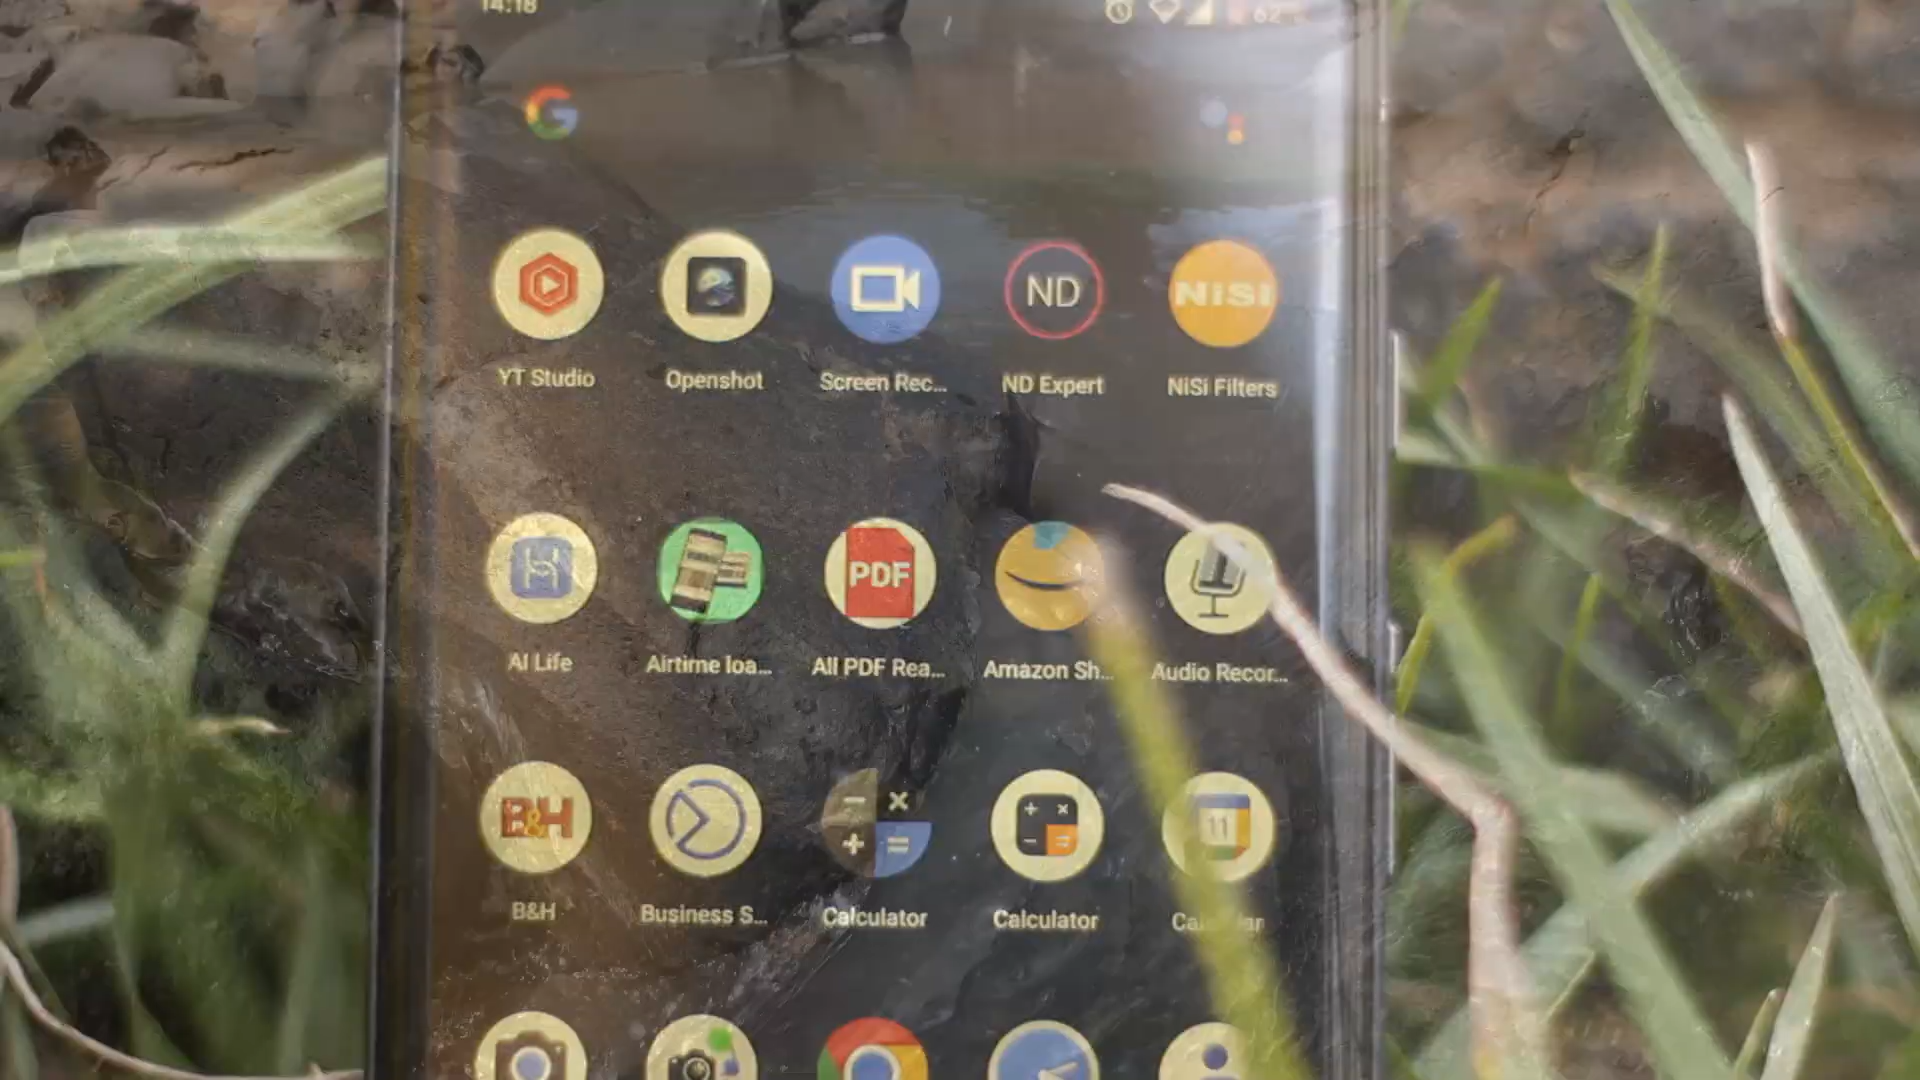 14:18
62
G
ND
NiSi
YT Studio
Openshot
Screen Rec...
ND Expert
NiSi Filters
PDF
AI Life
Airtime loa...
All PDF Rea...
Amazon Sh...
Audio Recor...
B&H
11
B&H
Business S...
Calculator
Calculator